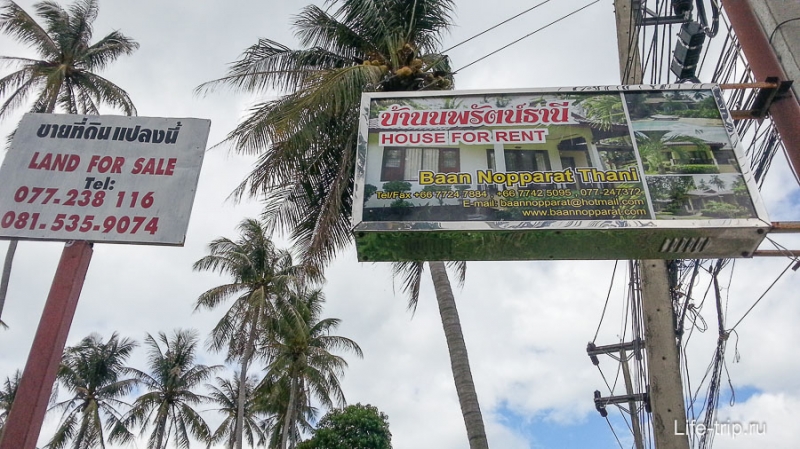 ขายที่ดินแปลงนี้
LAND FOR SALE
Tel:
077.238 116
081.535-9074
บ้านนพรัตน์ธานี
HOUSE FOR RENT
Baan Nopparat Thani
Tel/Fax +66 7724 7884, +66 7742 5095, 077-247372
E-mail: baannopparat@hotmail.com
www.baannopparat.com
Life-trip.ru